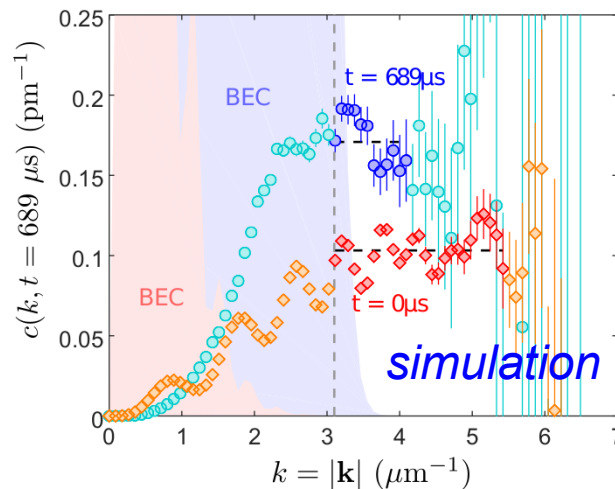 0.25
0.2
0.15
0.1
0.05
0
c(k, t = 689 μs) (pm⁻¹)
BEC
BEC
t = 689μs
t = 0μs
simulation
0 1 2 3 4 5 6 7
k = |k| (μm⁻¹)